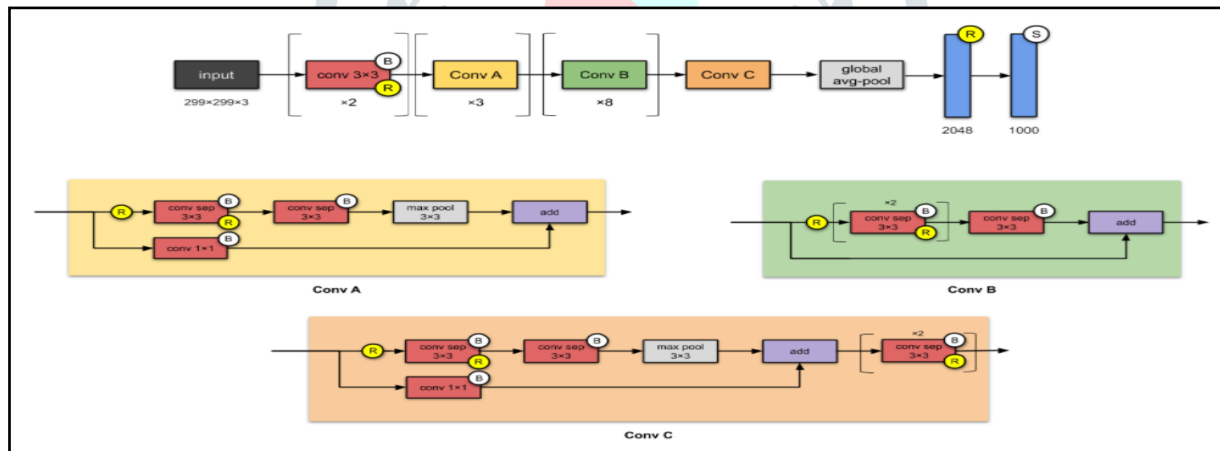 input
299×299×3
conv 3×3
B
R
×2
Conv A
×3
Conv B
×8
Conv C
global
avg-pool
R
2048
S
1000
R
conv sep
3×3
B
R
conv sep
3×3
B
max pool
3×3
add
conv 1×1
B
Conv A
R
×2
conv sep
3×3
B
R
conv sep
3×3
B
add
Conv B
R
conv sep
3×3
B
R
conv sep
3×3
B
max pool
3×3
add
×2
conv sep
3×3
B
R
conv 1×1
B
Conv C